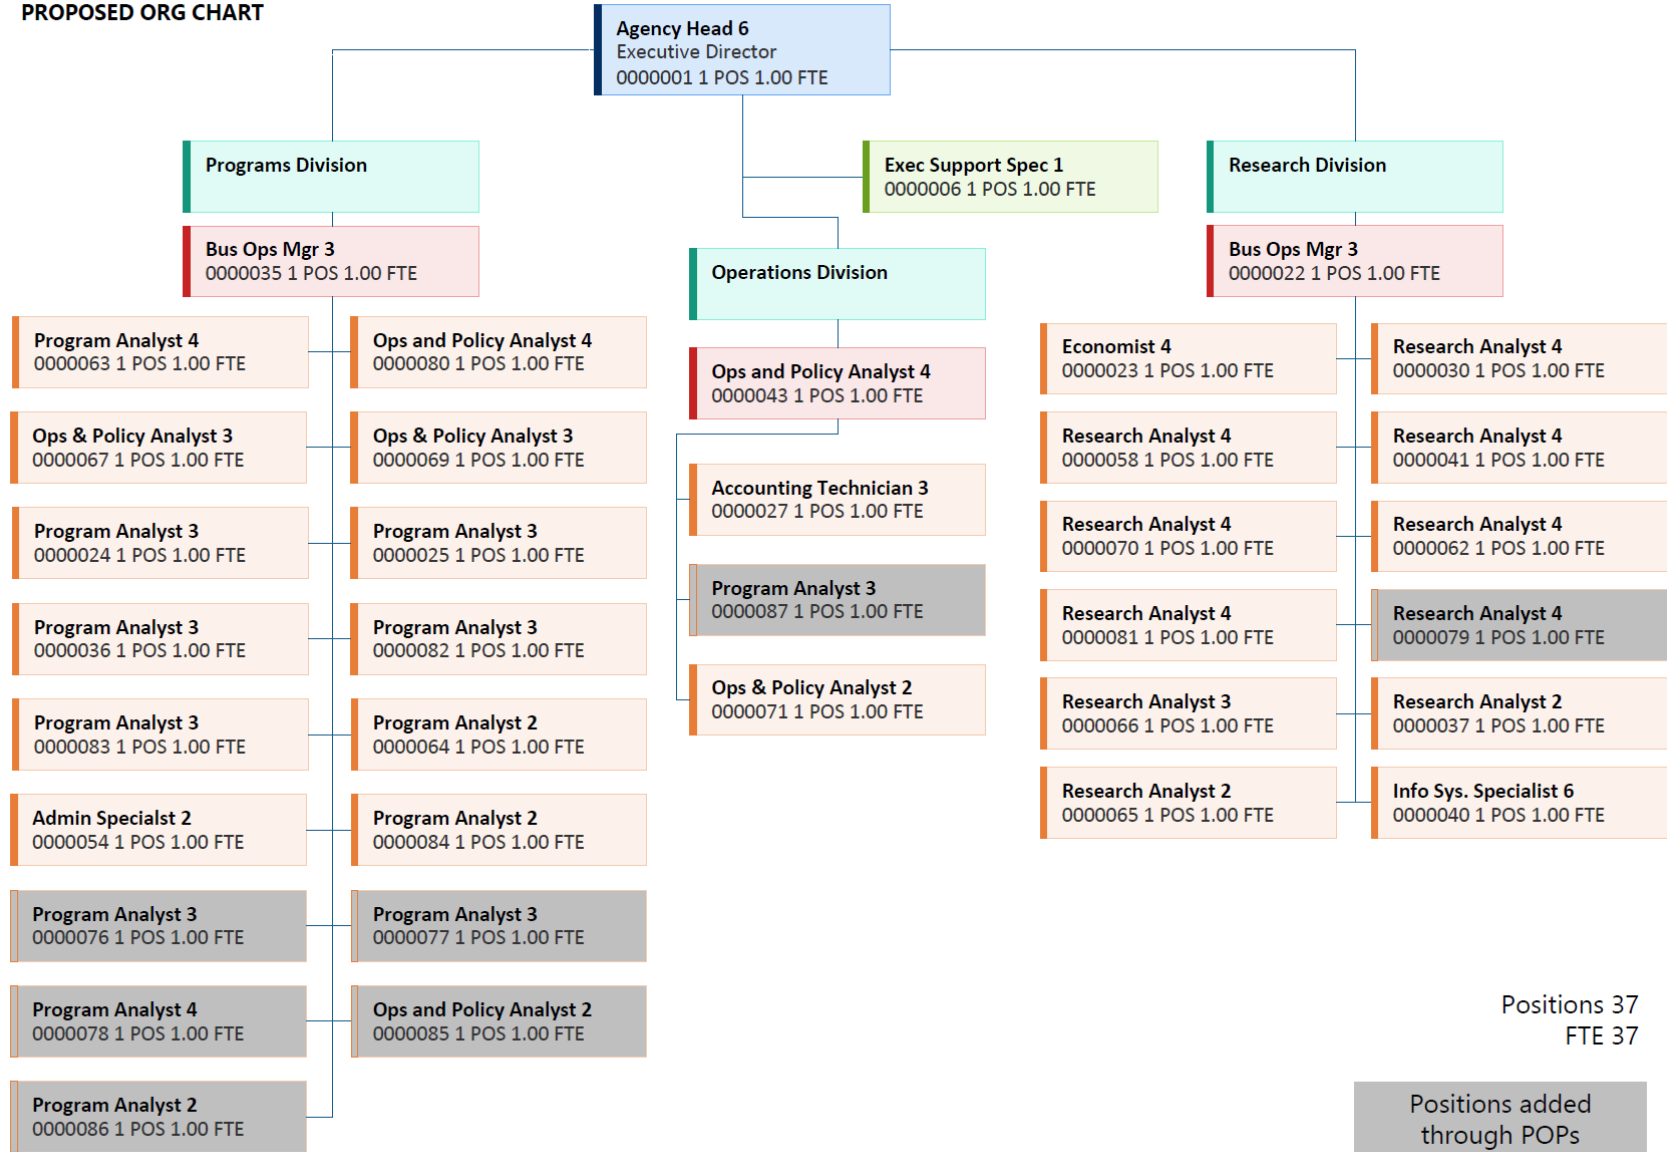 PROPOSED ORG CHART
Agency Head 6
Executive Director
0000001 1 POS 1.00 FTE
Exec Support Spec 1
0000006 1 POS 1.00 FTE
Programs Division
Bus Ops Mgr 3
0000035 1 POS 1.00 FTE
Program Analyst 4
0000063 1 POS 1.00 FTE
Ops and Policy Analyst 4
0000080 1 POS 1.00 FTE
Ops & Policy Analyst 3
0000067 1 POS 1.00 FTE
Ops & Policy Analyst 3
0000069 1 POS 1.00 FTE
Program Analyst 3
0000024 1 POS 1.00 FTE
Program Analyst 3
0000025 1 POS 1.00 FTE
Program Analyst 3
0000036 1 POS 1.00 FTE
Program Analyst 3
0000082 1 POS 1.00 FTE
Program Analyst 3
0000083 1 POS 1.00 FTE
Program Analyst 2
0000064 1 POS 1.00 FTE
Admin Specialst 2
0000054 1 POS 1.00 FTE
Program Analyst 2
0000084 1 POS 1.00 FTE
Program Analyst 3
0000076 1 POS 1.00 FTE
Program Analyst 3
0000077 1 POS 1.00 FTE
Program Analyst 4
0000078 1 POS 1.00 FTE
Ops and Policy Analyst 2
0000085 1 POS 1.00 FTE
Program Analyst 2
0000086 1 POS 1.00 FTE
Operations Division
Ops and Policy Analyst 4
0000043 1 POS 1.00 FTE
Accounting Technician 3
0000027 1 POS 1.00 FTE
Program Analyst 3
0000087 1 POS 1.00 FTE
Ops & Policy Analyst 2
0000071 1 POS 1.00 FTE
Research Division
Bus Ops Mgr 3
0000022 1 POS 1.00 FTE
Economist 4
0000023 1 POS 1.00 FTE
Research Analyst 4
0000030 1 POS 1.00 FTE
Research Analyst 4
0000058 1 POS 1.00 FTE
Research Analyst 4
0000041 1 POS 1.00 FTE
Research Analyst 4
0000070 1 POS 1.00 FTE
Research Analyst 4
0000062 1 POS 1.00 FTE
Research Analyst 4
0000081 1 POS 1.00 FTE
Research Analyst 4
0000079 1 POS 1.00 FTE
Research Analyst 3
0000066 1 POS 1.00 FTE
Research Analyst 2
0000037 1 POS 1.00 FTE
Research Analyst 2
0000065 1 POS 1.00 FTE
Info Sys. Specialist 6
0000040 1 POS 1.00 FTE
Positions 37
FTE 37
Positions added
through POPs